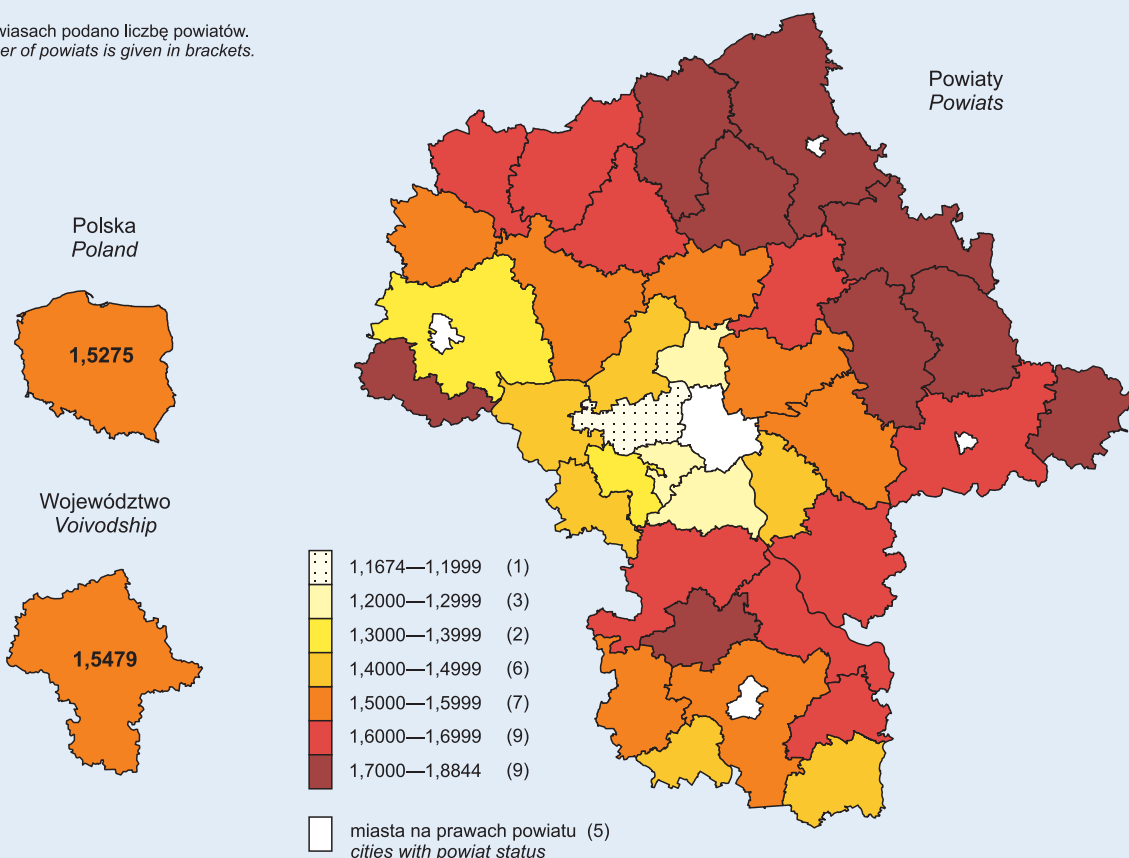 podano liczbę powiatów.
of powiats is given in brackets.
Powiaty
Powiats
Polska
Poland
1,5275
Województwo
Voivodship
1,5479
1,1674—1,1999 (1)
1,2000—1,2999 (3)
1,3000—1,3999 (2)
1,4000—1,4999 (6)
1,5000—1,5999 (7)
1,6000—1,6999 (9)
1,7000—1,8844 (9)
miasta na prawach powiatu (5)
cities with powiat status